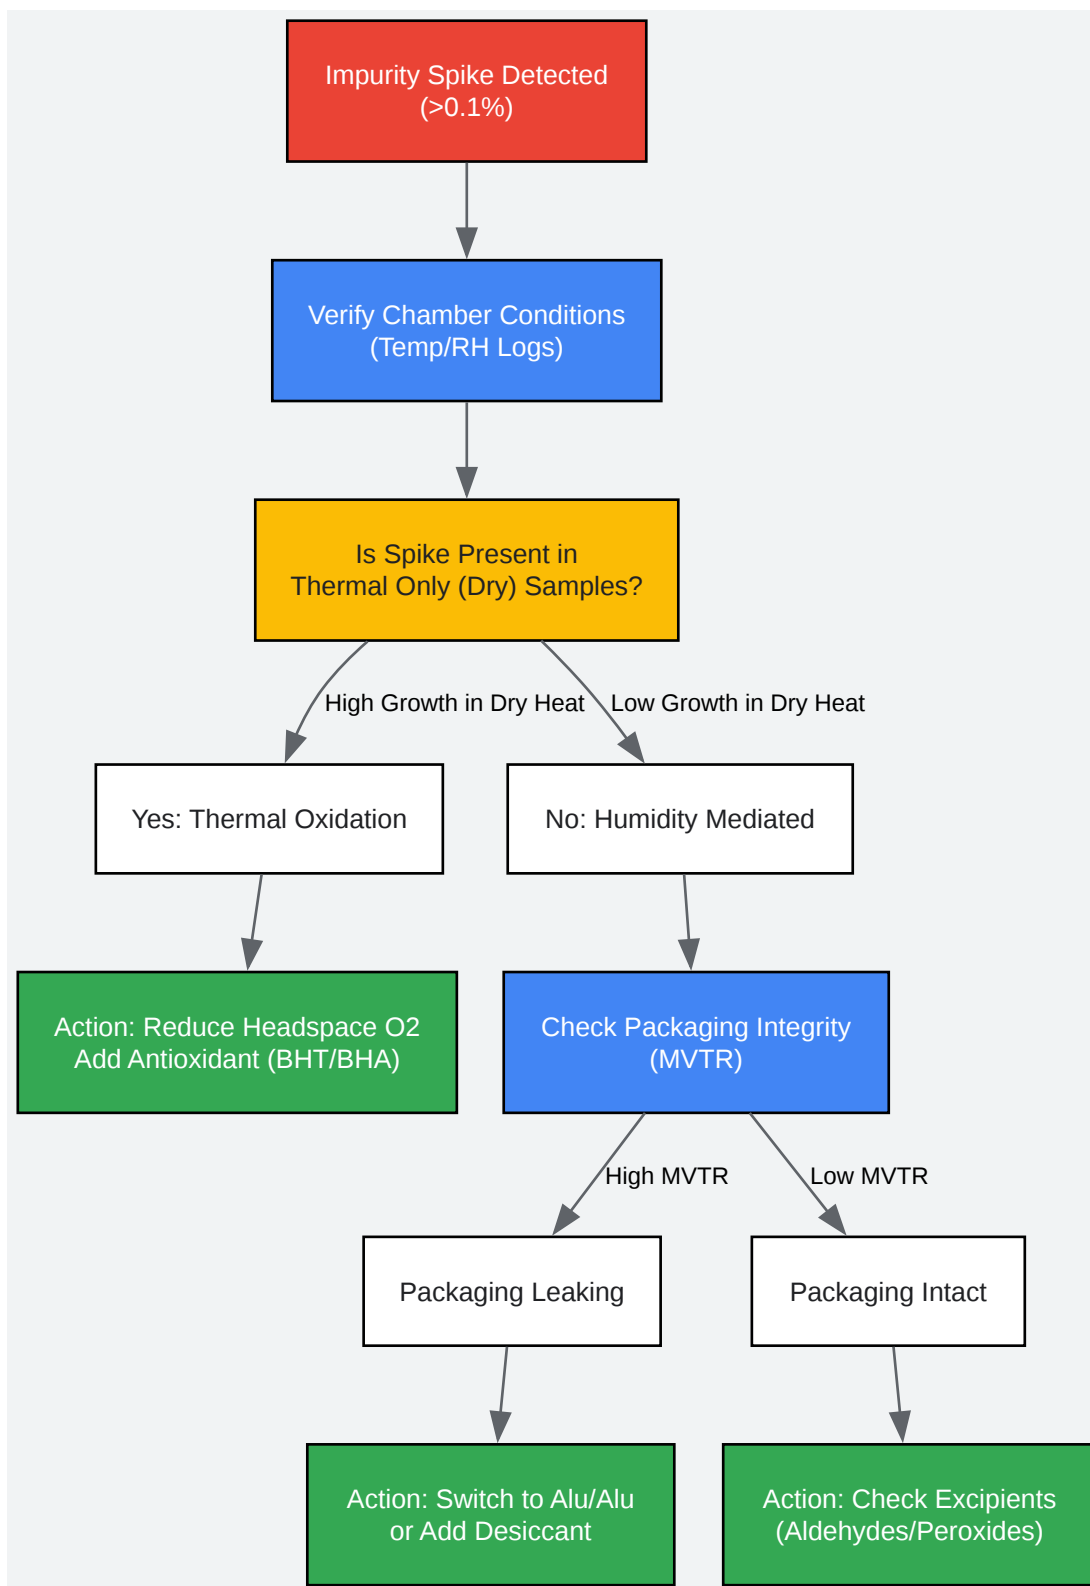 Impurity Spike Detected
(>0.1%)
Verify Chamber Conditions
(Temp/RH Logs)
Is Spike Present in
Thermal Only (Dry) Samples?
High Growth in Dry Heat
Low Growth in Dry Heat
Yes: Thermal Oxidation
No: Humidity Mediated
Action: Reduce Headspace O2
Add Antioxidant (BHT/BHA)
Check Packaging Integrity
(MVTR)
High MVTR
Low MVTR
Packaging Leaking
Packaging Intact
Action: Switch to Alu/Alu
or Add Desiccant
Action: Check Excipients
(Aldehydes/Peroxides)